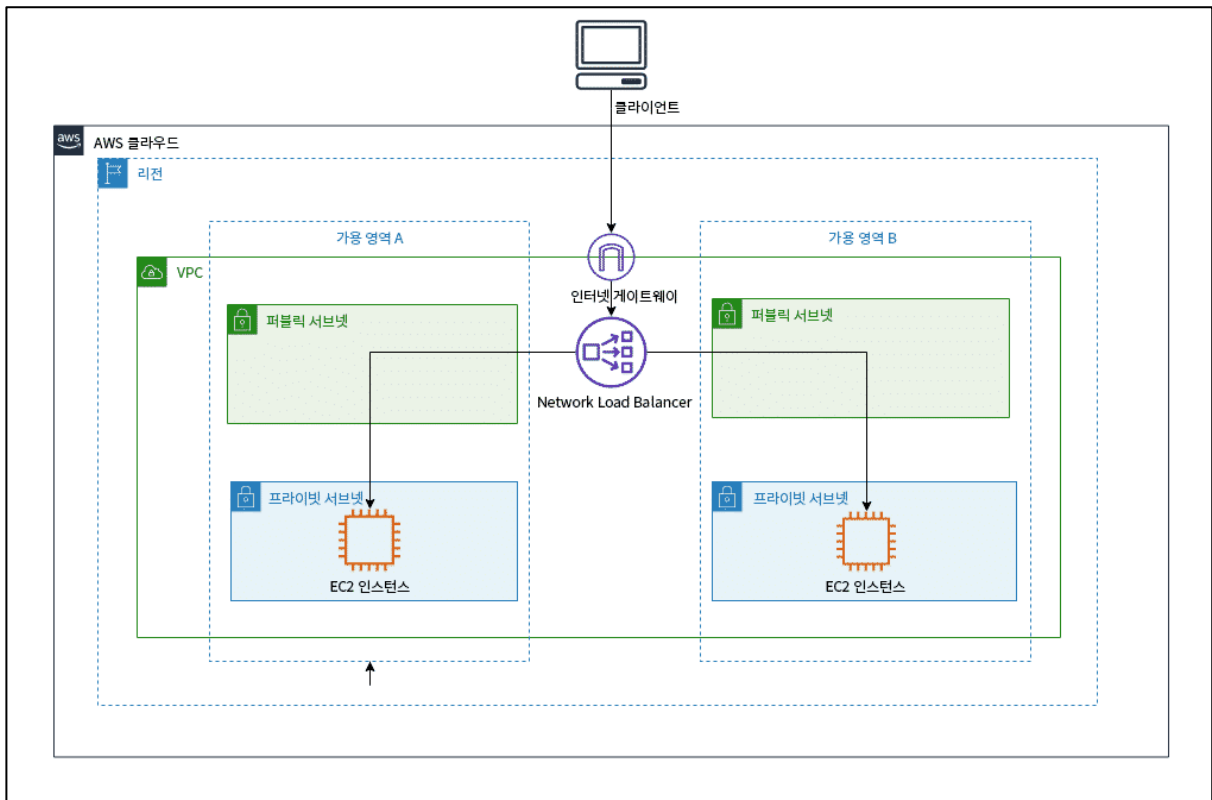 클라이언트
aws
AWS 클라우드
리전
가용 영역 A
가용 영역 B
VPC
인터넷 게이트웨이
퍼블릭 서브넷
퍼블릭 서브넷
Network Load Balancer
프라이빗 서브넷
프라이빗 서브넷
EC2 인스턴스
EC2 인스턴스